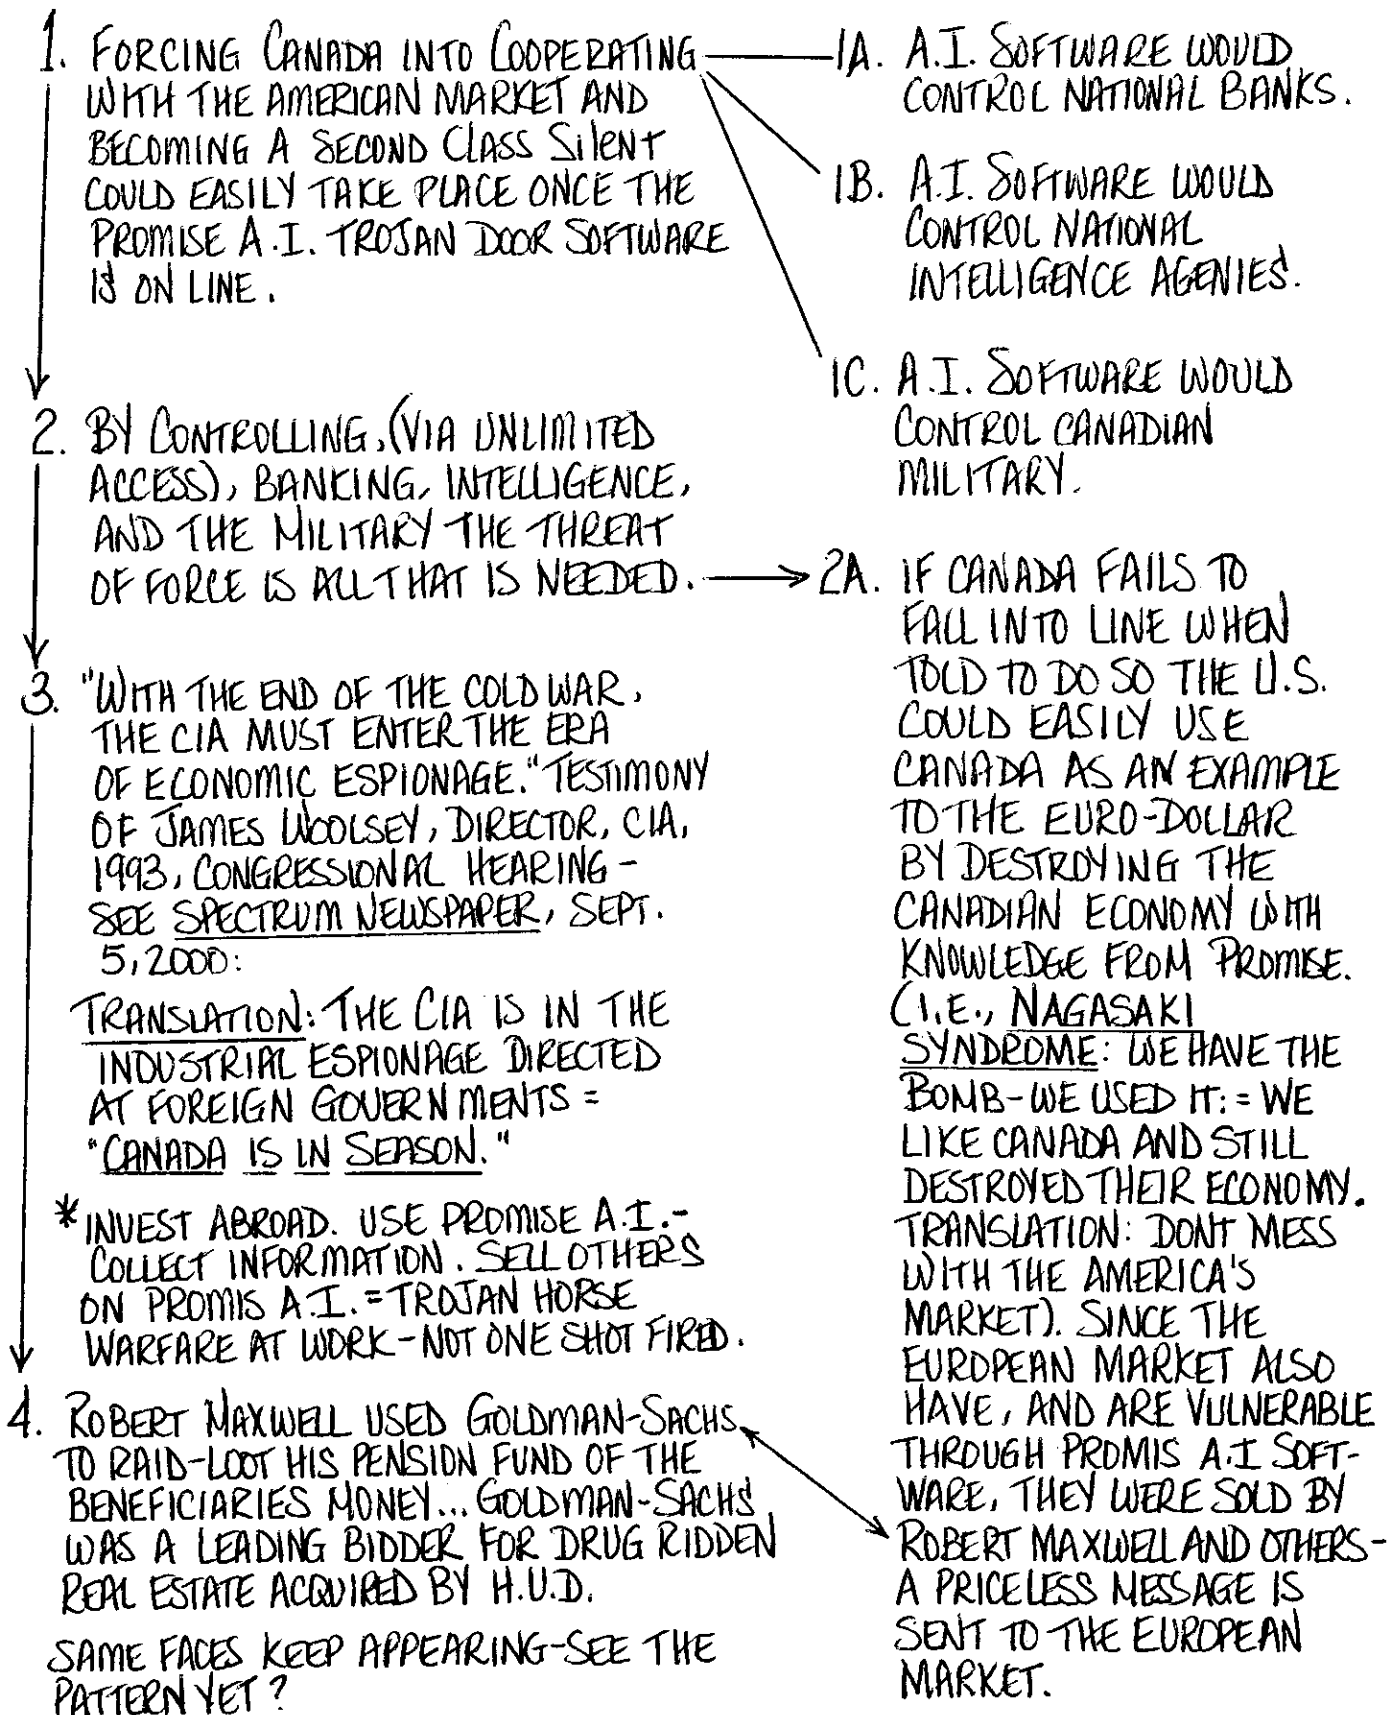 1. FORCING CANADA INTO COOPERATING
WITH THE AMERICAN MARKET AND
BECOMING A SECOND CLASS SILENT
COULD EASILY TAKE PLACE ONCE THE
PROMISE A.I. TROJAN DOOR SOFTWARE
IS ON LINE.
1A. A.I. SOFTWARE WOULD
CONTROL NATIONAL BANKS.
1B. A.I. SOFTWARE WOULD
CONTROL NATIONAL
INTELLIGENCE AGENIES.
1C. A.I. SOFTWARE WOULD
CONTROL CANADIAN
MILITARY.
2. BY CONTROLLING, (VIA UNLIMITED
ACCESS), BANKING, INTELLIGENCE,
AND THE MILITARY THE THREAT
OF FORCE IS ALL THAT IS NEEDED.
2A. IF CANADA FAILS TO
FALL INTO LINE WHEN
TOLD TO DO SO THE U.S.
COULD EASILY USE
CANADA AS AN EXAMPLE
TO THE EURO-DOLLAR
BY DESTROYING THE
CANADIAN ECONOMY WITH
KNOWLEDGE FROM PROMISE.
(I.E., NAGASAKI
SYNDROME: WE HAVE THE
BOMB-WE USED IT: = WE
LIKE CANADA AND STILL
DESTROYED THEIR ECONOMY.
TRANSLATION: DONT MESS
WITH THE AMERICA'S
MARKET). SINCE THE
EUROPEAN MARKET ALSO
HAVE, AND ARE VULNERABLE
THROUGH PROMIS A.I SOFT-
WARE, THEY WERE SOLD BY
ROBERT MAXWELL AND OTHERS-
A PRICELESS MESSAGE IS
SENT TO THE EUROPEAN
MARKET.
3. "WITH THE END OF THE COLD WAR,
THE CIA MUST ENTER THE ERA
OF ECONOMIC ESPIONAGE." TESTIMONY
OF JAMES WOOLSEY, DIRECTOR, CIA,
1993, CONGRESSIONAL HEARING -
SEE SPECTRUM NEWSPAPER, SEPT.
5, 2000:
TRANSLATION: THE CIA IS IN THE
INDUSTRIAL ESPIONAGE DIRECTED
AT FOREIGN GOVERNMENTS =
"CANADA IS IN SEASON."
* INVEST ABROAD. USE PROMISE A.I.-
COLLECT INFORMATION. SELL OTHERS
ON PROMIS A.I. = TROJAN HORSE
WARFARE AT WORK-NOT ONE SHOT FIRED.
4. ROBERT MAXWELL USED GOLDMAN-SACHS
TO RAID-LOOT HIS PENSION FUND OF THE
BENEFICIARIES MONEY... GOLDMAN-SACHS
WAS A LEADING BIDDER FOR DRUG RIDDEN
REAL ESTATE ACQUIRED BY H.U.D.
SAME FACES KEEP APPEARING-SEE THE
PATTERN YET?